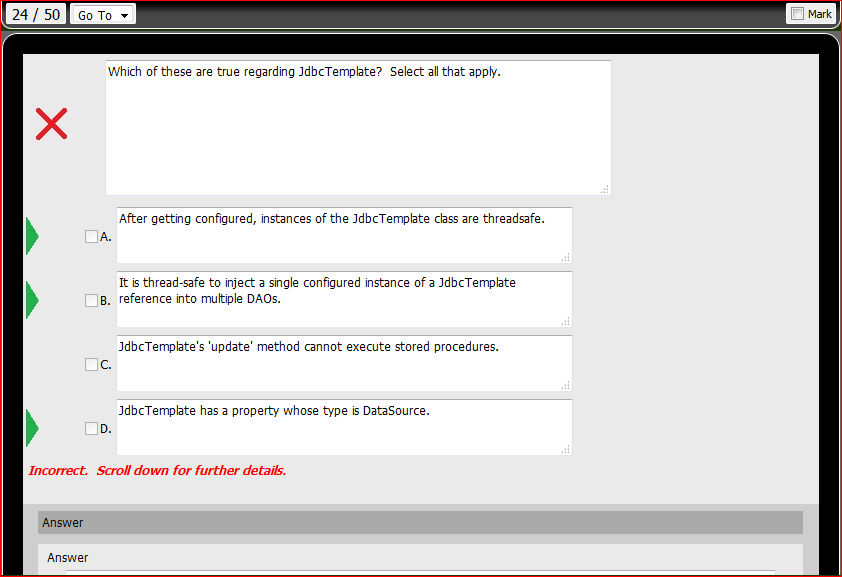 24 / 50 Go To Mark
Which of these are true regarding JdbcTemplate?  Select all that apply.
After getting configured, instances of the JdbcTemplate class are threadsafe.
A.
It is thread-safe to inject a single configured instance of a JdbcTemplate
reference into multiple DAOs.
B.
JdbcTemplate's 'update' method cannot execute stored procedures.
C.
JdbcTemplate has a property whose type is DataSource.
D.
Incorrect.  Scroll down for further details.
Answer
Answer